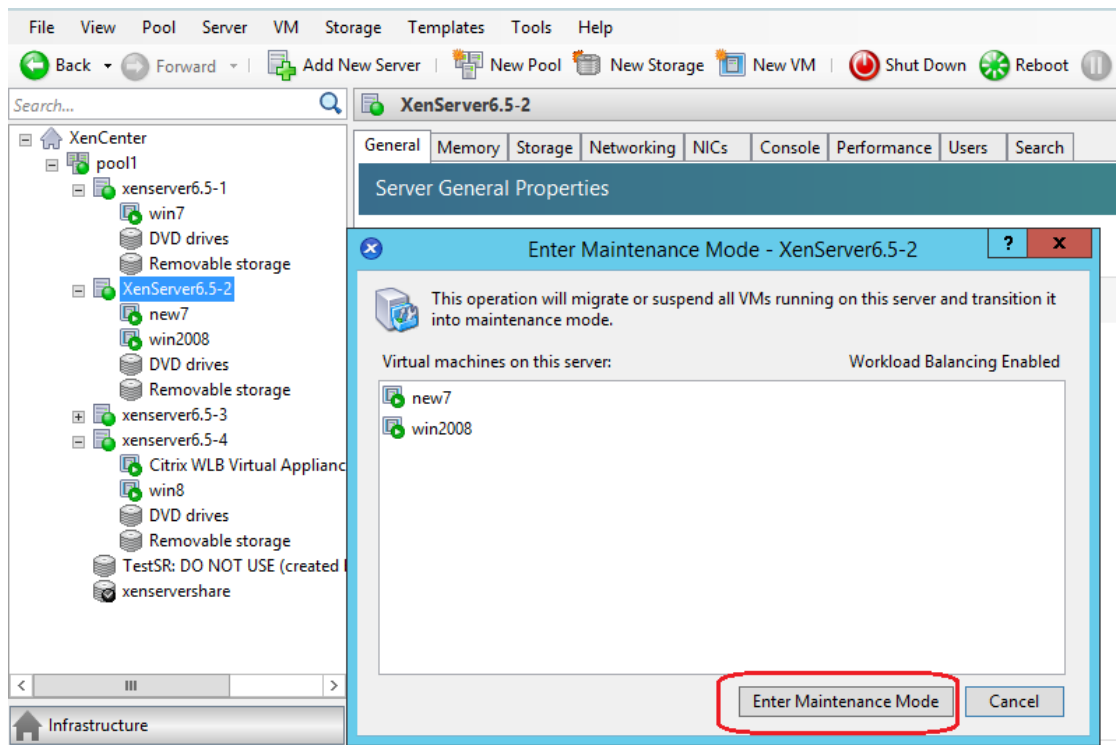 File View Pool Server VM Storage Templates Tools Help
Back Forward Add New Server New Pool New Storage New VM Shut Down Reboot
Search...
XenServer6.5-2
XenCenter
pool1
xenserver6.5-1
win7
DVD drives
Removable storage
XenServer6.5-2
new7
win2008
DVD drives
Removable storage
xenserver6.5-3
xenserver6.5-4
Citrix WLB Virtual Applianc
win8
DVD drives
Removable storage
TestSR: DO NOT USE (created
xenservershare
Infrastructure
General Memory Storage Networking NICs Console Performance Users Search
Server General Properties
Enter Maintenance Mode - XenServer6.5-2 ? x
This operation will migrate or suspend all VMs running on this server and transition it
into maintenance mode.
Virtual machines on this server: Workload Balancing Enabled
new7
win2008
Enter Maintenance Mode Cancel